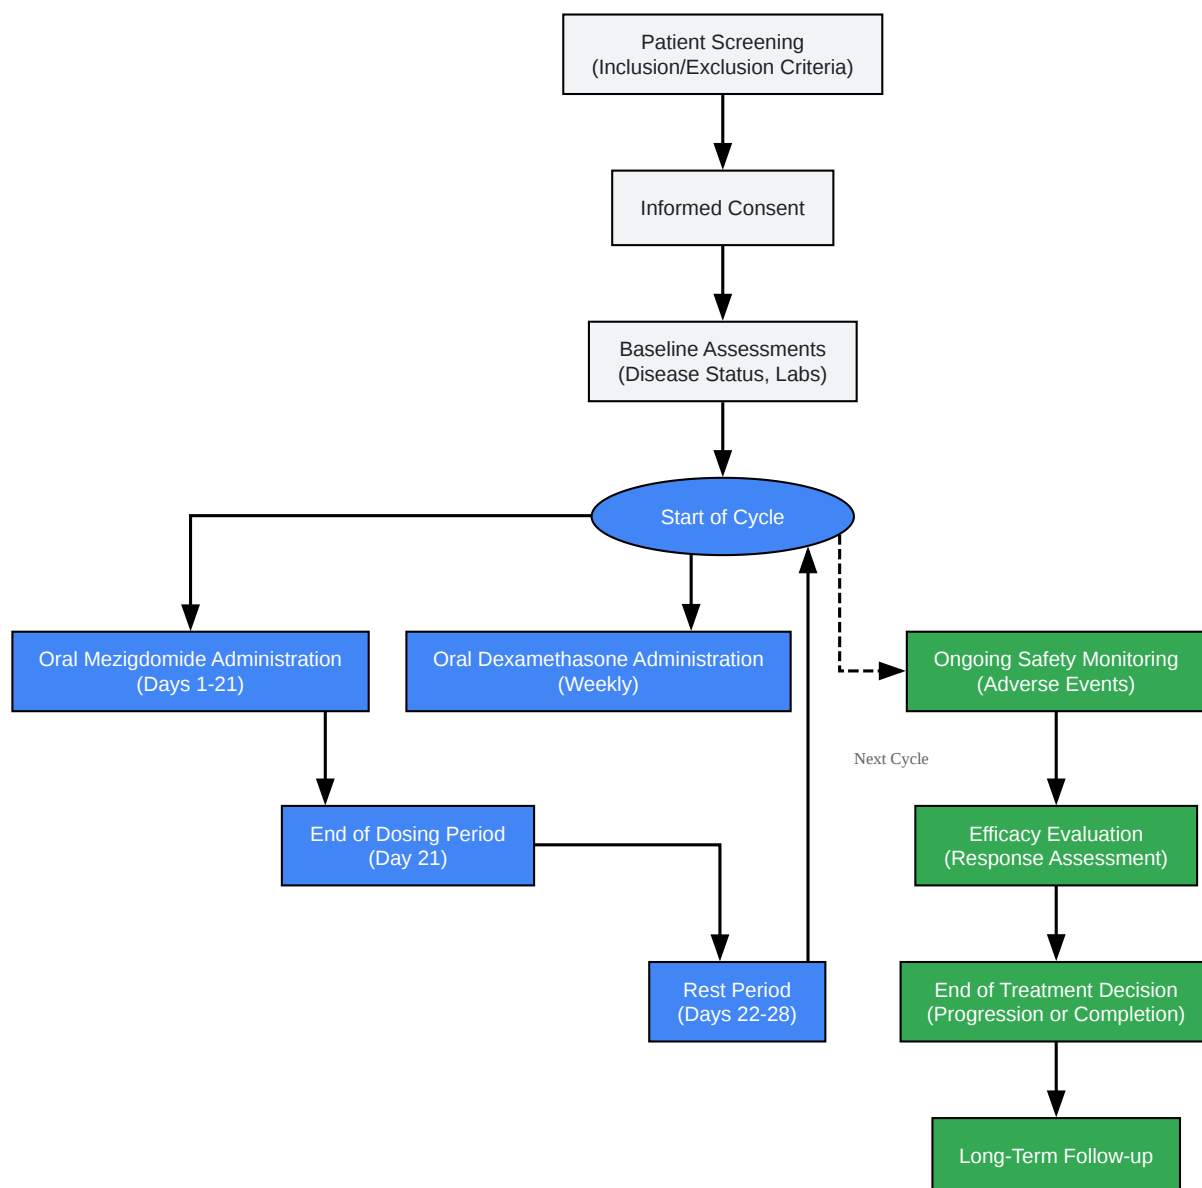 Patient Screening
(Inclusion/Exclusion Criteria)
Informed Consent
Baseline Assessments
(Disease Status, Labs)
Start of Cycle
Oral Mezigdomide Administration
(Days 1-21)
Oral Dexamethasone Administration
(Weekly)
Ongoing Safety Monitoring
(Adverse Events)
Next Cycle
End of Dosing Period
(Day 21)
Efficacy Evaluation
(Response Assessment)
Rest Period
(Days 22-28)
End of Treatment Decision
(Progression or Completion)
Long-Term Follow-up